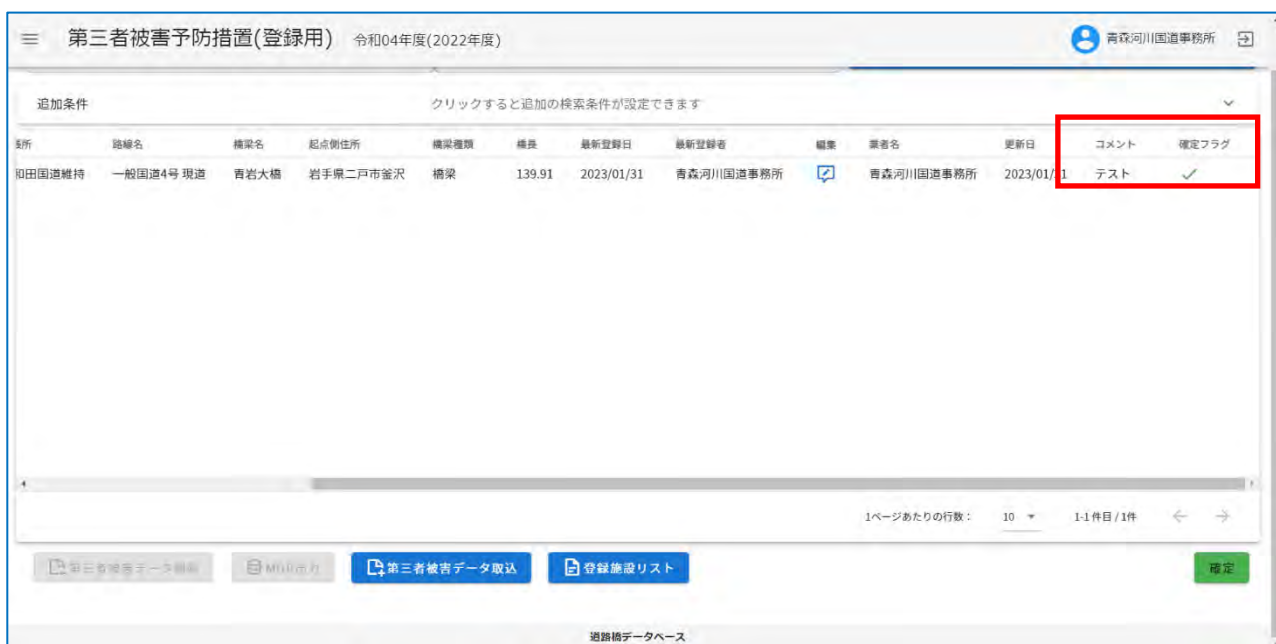 第三者被害予防措置(登録用) 令和04年度(2022年度) 青森河川国道事務所
追加条件 クリックすると追加の検索条件が設定できます
路線名 橋梁名 起点側住所 橋梁種類 橋長 最新登録日 最新登録者 編集 業者名 更新日 コメント 確定フラグ
和田国道維持 一般国道4号 現道 青岩大橋 岩手県二戸市釜沢 橋梁 139.91 2023/01/31 青森河川国道事務所 青森河川国道事務所 2023/01/31 テスト
1ページあたりの行数: 10 1-1 件目 / 1件
第三者被害データ取込 登録施設リスト 確定
道路橋データベース